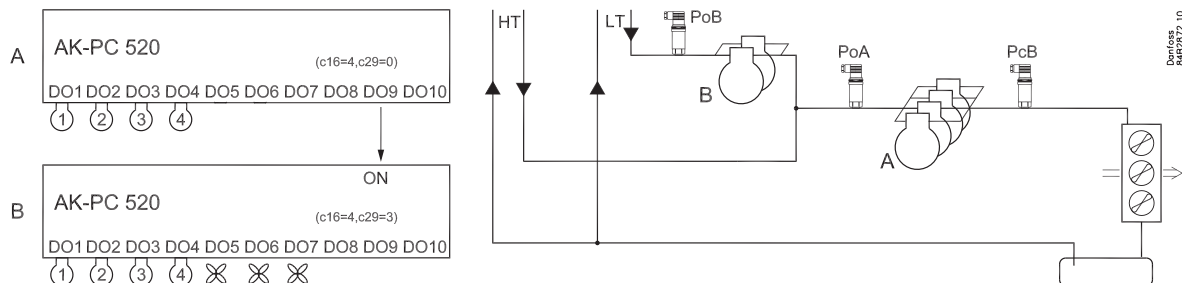 A
AK-PC 520
(c16=4,c29=0)
DO1 DO2 DO3 DO4 DO5 DO6 DO7 DO8 DO9 DO10
1 2 3 4
ON
B
AK-PC 520
(c16=4,c29=3)
DO1 DO2 DO3 DO4 DO5 DO6 DO7 DO8 DO9 DO10
1 2 3 4
HT
LT
PoB
B
PoA
A
PcB
Danfoss
84B2872.10